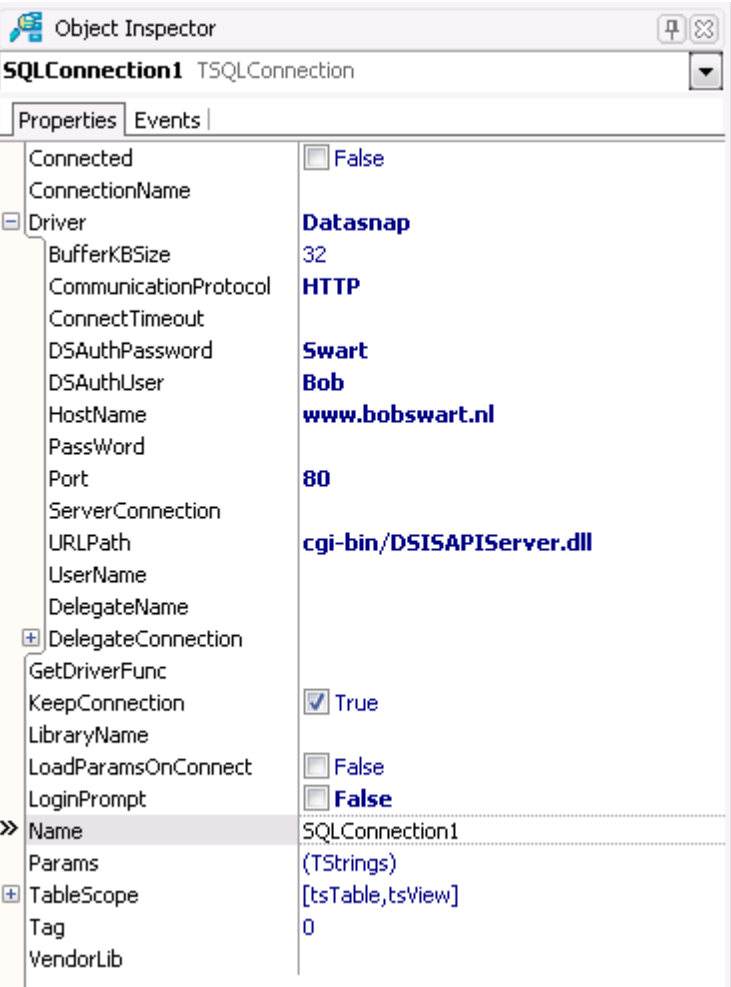 Object Inspector
SQLConnection1 TSQLConnection
Properties Events
Connected False
ConnectionName
Driver Datasnap
BufferKBSize 32
CommunicationProtocol HTTP
ConnectTimeout
DSAuthPassword Swart
DSAuthUser Bob
HostName www.bobswart.nl
PassWord
Port 80
ServerConnection
URLPath cgi-bin/DSISAPIServer.dll
UserName
DelegateName
DelegateConnection
GetDriverFunc
KeepConnection True
LibraryName
LoadParamsOnConnect False
LoginPrompt False
Name SQLConnection1
Params (TStrings)
TableScope [tsTable,tsView]
Tag 0
VendorLib